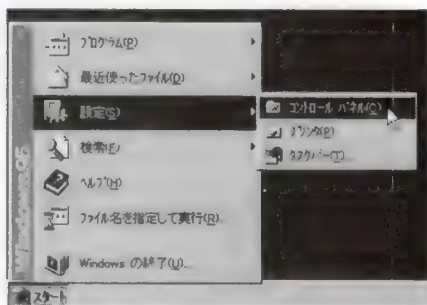 プログラム(P)
最近使ったファイル(D)
設定(S)
検索(F)
ヘルプ(H)
ファイル名を指定して実行(R)...
Windows の終了(U)...
コントロール パネル(C)
プリンタ(P)
タスクバー(T)...
Windows95
スタート